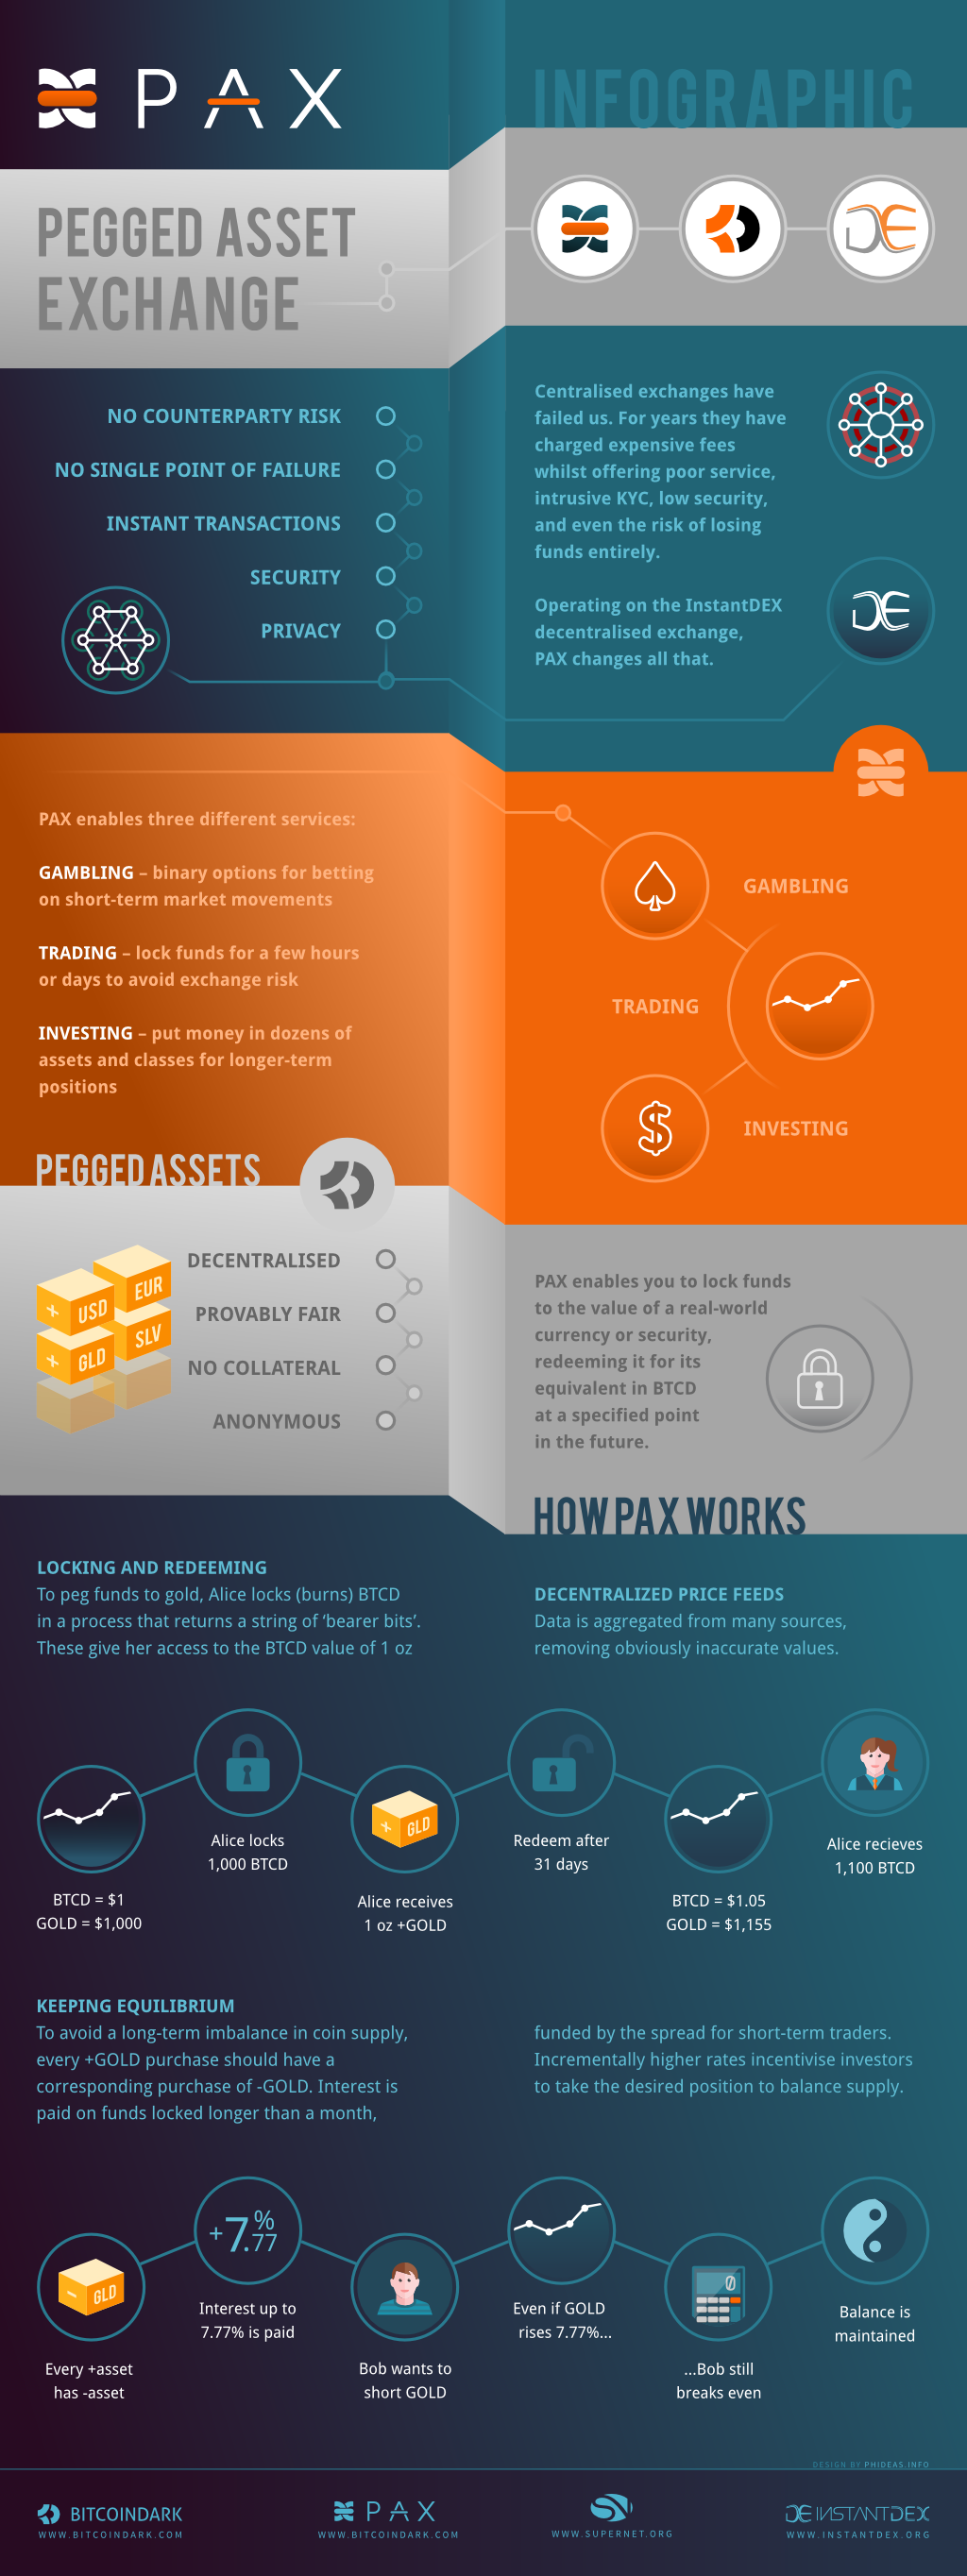 PAX
INFOGRAPHIC
PEGGED ASSET
EXCHANGE
NO COUNTERPARTY RISK
NO SINGLE POINT OF FAILURE
INSTANT TRANSACTIONS
SECURITY
PRIVACY
Centralised exchanges have
failed us. For years they have
charged expensive fees
whilst offering poor service,
intrusive KYC, low security,
and even the risk of losing
funds entirely.
Operating on the InstantDEX
decentralised exchange,
PAX changes all that.
PAX enables three different services:
GAMBLING – binary options for betting
on short-term market movements
TRADING – lock funds for a few hours
or days to avoid exchange risk
INVESTING – put money in dozens of
assets and classes for longer-term
positions
GAMBLING
TRADING
INVESTING
PEGGED ASSETS
+ USD
EUR
+ GLD
SLV
DECENTRALISED
PROVABLY FAIR
NO COLLATERAL
ANONYMOUS
PAX enables you to lock funds
to the value of a real-world
currency or security,
redeeming it for its
equivalent in BTCD
at a specified point
in the future.
HOW PAX WORKS
LOCKING AND REDEEMING
To peg funds to gold, Alice locks (burns) BTCD
in a process that returns a string of ‘bearer bits’.
These give her access to the BTCD value of 1 oz
DECENTRALIZED PRICE FEEDS
Data is aggregated from many sources,
removing obviously inaccurate values.
BTCD = $1
GOLD = $1,000
Alice locks
1,000 BTCD
+ GLD
Alice receives
1 oz +GOLD
Redeem after
31 days
BTCD = $1.05
GOLD = $1,155
Alice recieves
1,100 BTCD
KEEPING EQUILIBRIUM
To avoid a long-term imbalance in coin supply,
every +GOLD purchase should have a
corresponding purchase of -GOLD. Interest is
paid on funds locked longer than a month,
funded by the spread for short-term traders.
Incrementally higher rates incentivise investors
to take the desired position to balance supply.
- GLD
Every +asset
has -asset
+7.77%
Interest up to
7.77% is paid
Bob wants to
short GOLD
Even if GOLD
rises 7.77%...
0
...Bob still
breaks even
Balance is
maintained
DESIGN BY PHIDEAS.INFO
BITCOINDARK
WWW.BITCOINDARK.COM
PAX
WWW.BITCOINDARK.COM
WWW.SUPERNET.ORG
INSTANTDEX
WWW.INSTANTDEX.ORG